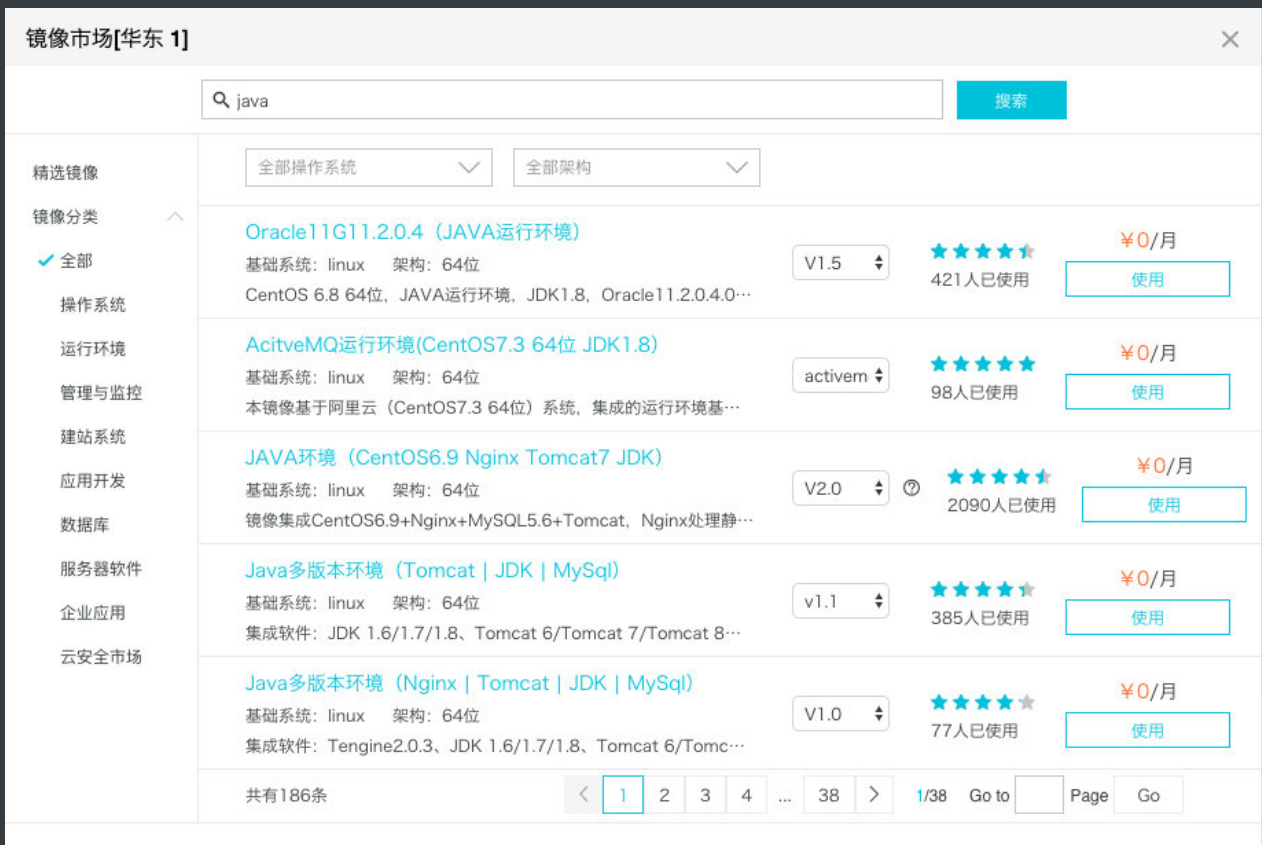 镜像市场[华东 1]
java
搜索
精选镜像
镜像分类
全部
操作系统
运行环境
管理与监控
建站系统
应用开发
数据库
服务器软件
企业应用
云安全市场
全部操作系统
全部架构
Oracle11G11.2.0.4（JAVA运行环境）
基础系统：linux 架构：64位
CentOS 6.8 64位，JAVA运行环境，JDK1.8，Oracle11.2.0.4.0…
V1.5
421人已使用
¥0/月
使用
AcitveMQ运行环境(CentOS7.3 64位 JDK1.8)
基础系统：linux 架构：64位
本镜像基于阿里云（CentOS7.3 64位）系统，集成的运行环境基…
activem
98人已使用
¥0/月
使用
JAVA环境（CentOS6.9 Nginx Tomcat7 JDK）
基础系统：linux 架构：64位
镜像集成CentOS6.9+Nginx+MySQL5.6+Tomcat，Nginx处理静…
V2.0
2090人已使用
¥0/月
使用
Java多版本环境（Tomcat | JDK | MySql）
基础系统：linux 架构：64位
集成软件：JDK 1.6/1.7/1.8、Tomcat 6/Tomcat 7/Tomcat 8…
v1.1
385人已使用
¥0/月
使用
Java多版本环境（Nginx | Tomcat | JDK | MySql）
基础系统：linux 架构：64位
集成软件：Tengine2.0.3、JDK 1.6/1.7/1.8、Tomcat 6/Tomc…
V1.0
77人已使用
¥0/月
使用
共有186条
1 2 3 4 ... 38 1/38 Go to Page Go